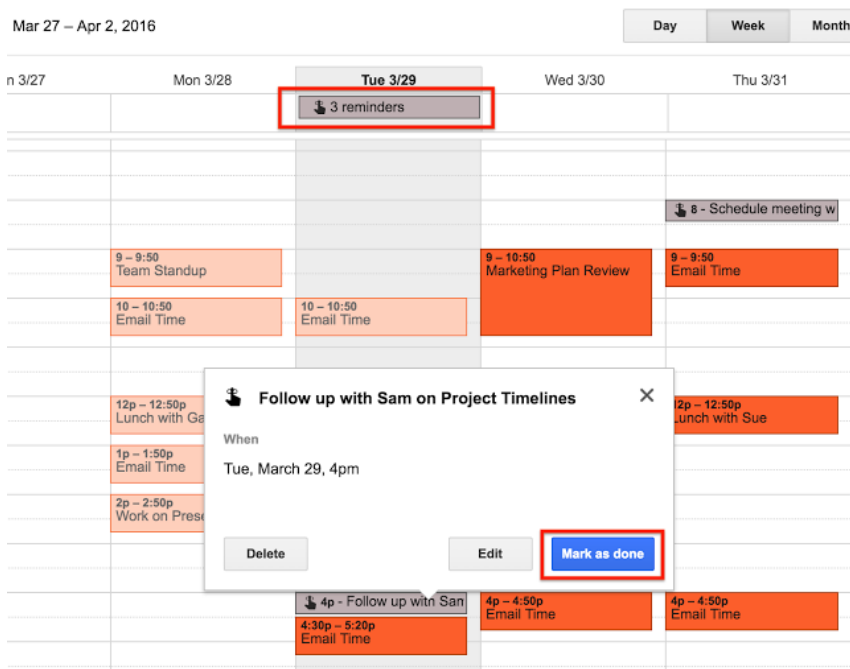 Mar 27 – Apr 2, 2016
Day Week Month
n 3/27 Mon 3/28 Tue 3/29 Wed 3/30 Thu 3/31
3 reminders
8 - Schedule meeting w
9 – 9:50
Team Standup
9 – 10:50
Marketing Plan Review
9 – 9:50
Email Time
10 – 10:50
Email Time
10 – 10:50
Email Time
Follow up with Sam on Project Timelines
When
Tue, March 29, 4pm
Delete Edit Mark as done
12p – 12:50p
Lunch with Ga
12p – 12:50p
Lunch with Sue
1p – 1:50p
Email Time
2p – 2:50p
Work on Prese
4p - Follow up with San
4p – 4:50p
Email Time
4p – 4:50p
Email Time
4:30p – 5:20p
Email Time